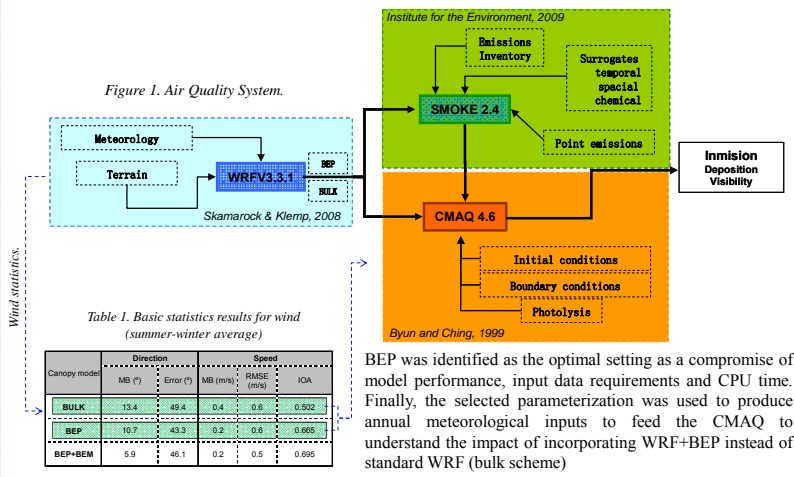 Institute for the Environment, 2009
Emissions
Inventory
Surrogates
temporal
spacial
chemical
SMOKE 2.4
Point emissions
Figure 1. Air Quality System.
Meteorology
Terrain
WRFV3.3.1
BEP
BULK
Skamarock & Klemp, 2008
Inmision
Deposition
Visibility
CMAQ 4.6
Initial conditions
Boundary conditions
Photolysis
Byun and Ching, 1999
Wind statistics.
Table 1. Basic statistics results for wind
(summer-winter average)
Canopy model Direction Speed
MB (º) Error (º) MB (m/s) RMSE (m/s) IOA
BULK 13.4 49.4 0.4 0.6 0.502
BEP 10.7 43.3 0.2 0.6 0.665
BEP+BEM 5.9 46.1 0.2 0.5 0.695
BEP was identified as the optimal setting as a compromise of
model performance, input data requirements and CPU time.
Finally, the selected parameterization was used to produce
annual meteorological inputs to feed the CMAQ to
understand the impact of incorporating WRF+BEP instead of
standard WRF (bulk scheme)